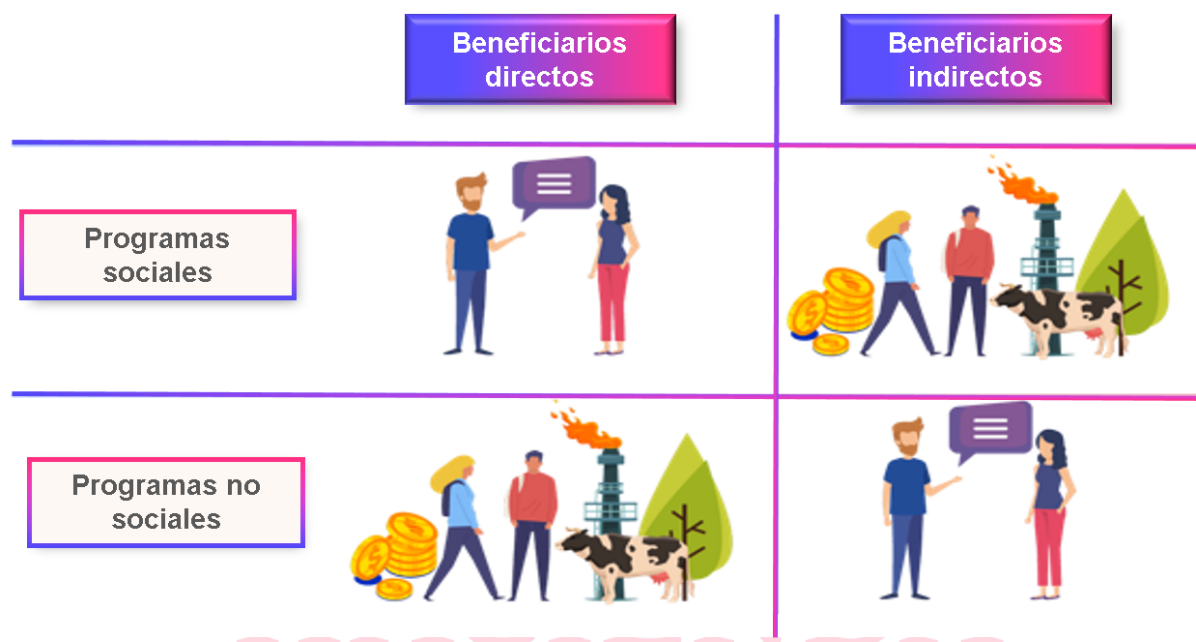 Beneficiarios
directos
Beneficiarios
indirectos
Programas
sociales
Programas no
sociales